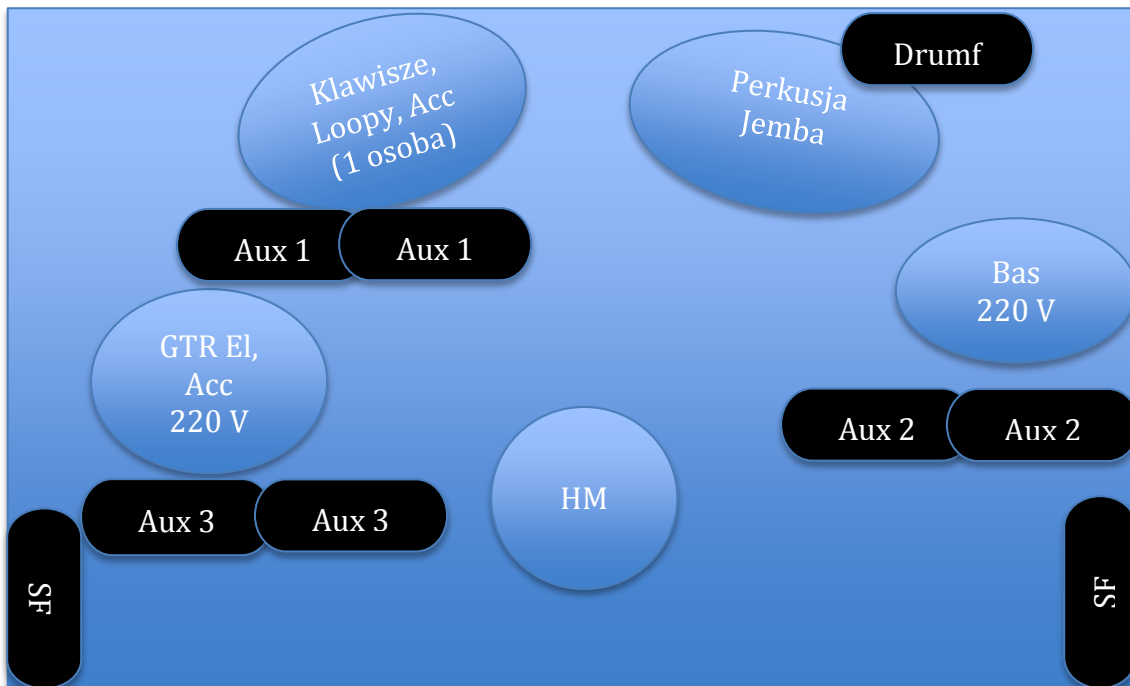 Klawisze,
Loopy, Acc
(1 osoba)
Drumf
Perkusja
Jemba
Aux 1
Aux 1
Bas
220 V
GTR El,
Acc
220 V
Aux 2
Aux 2
HM
Aux 3
Aux 3
SF
SF